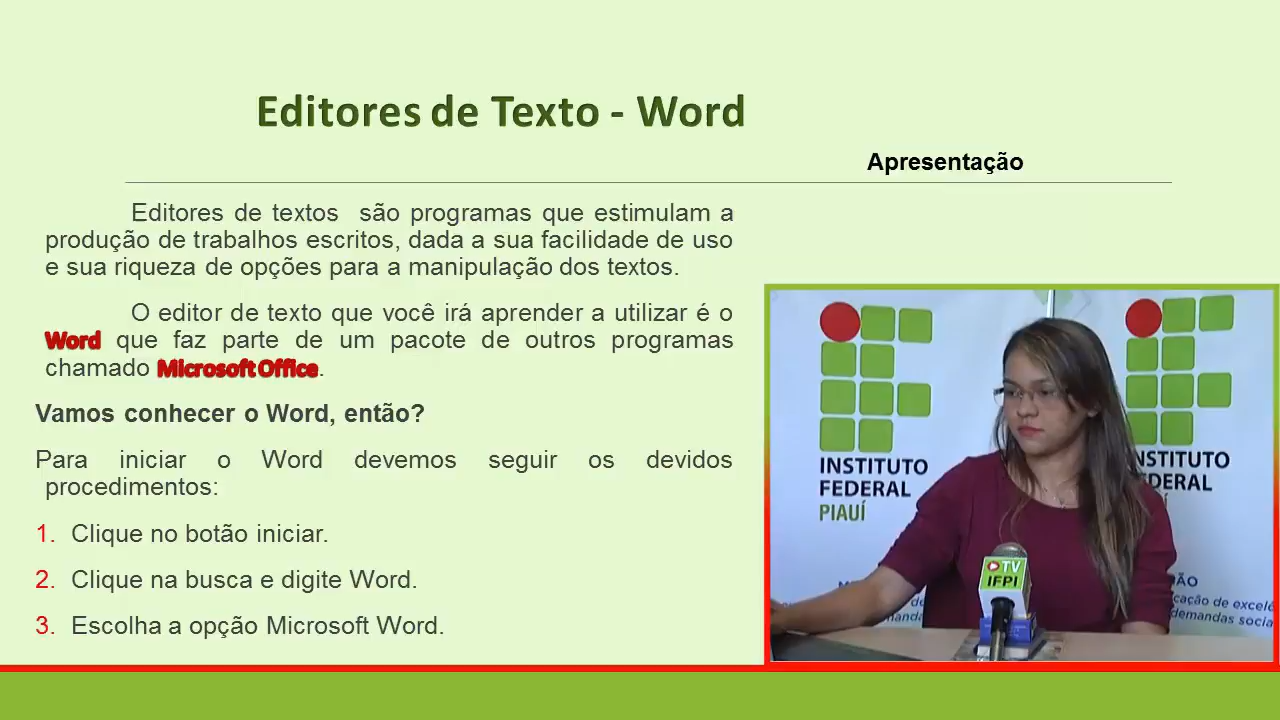 Editores de Texto - Word
Apresentação
Editores de textos são programas que estimulam a
produção de trabalhos escritos, dada a sua facilidade de uso
e sua riqueza de opções para a manipulação dos textos.
O editor de texto que você irá aprender a utilizar é o
Word que faz parte de um pacote de outros programas
chamado Microsoft Office.
Vamos conhecer o Word, então?
Para iniciar o Word devemos seguir os devidos
procedimentos:
1. Clique no botão iniciar.
2. Clique na busca e digite Word.
3. Escolha a opção Microsoft Word.
INSTITUTO
FEDERAL
PIAUÍ
NSTITUTO
DERAL
TV
IFPI
demandas socia